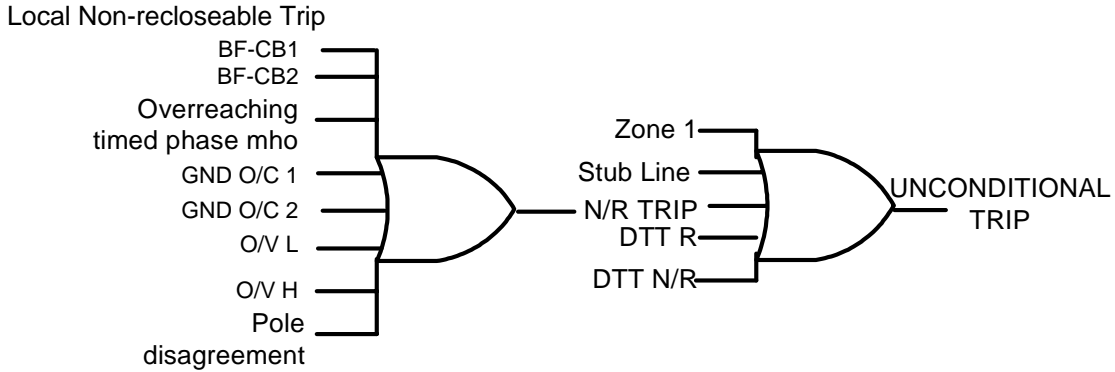 Local Non-recloseable Trip
BF-CB1
BF-CB2
Overreaching
timed phase mho
GND O/C 1
GND O/C 2
O/V L
O/V H
Pole
disagreement
N/R TRIP
Zone 1
Stub Line
DTT R
DTT N/R
UNCONDITIONAL
TRIP